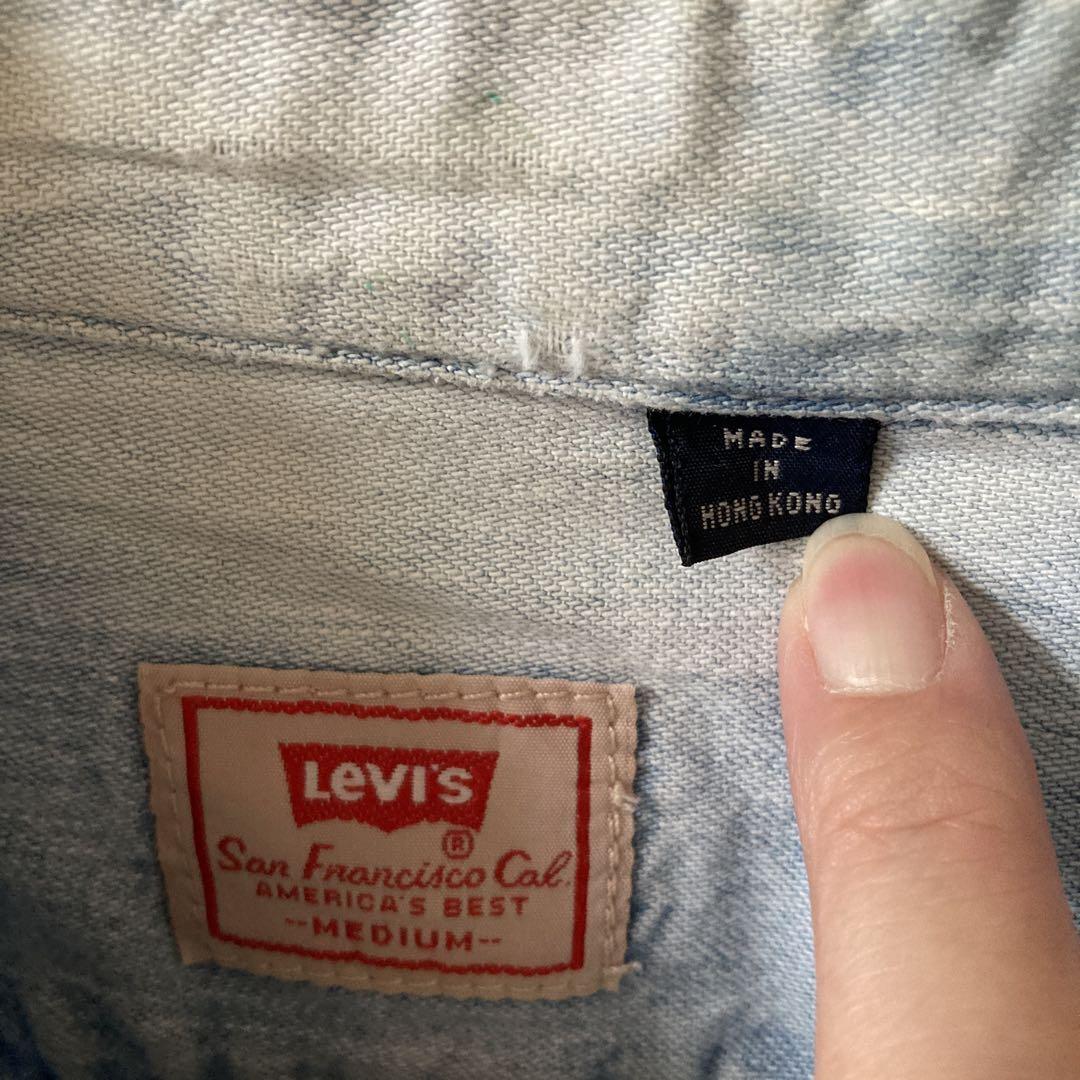 MADE
IN
HONG KONG
LEVI'S
®
San Francisco Cal.
AMERICA'S BEST
--MEDIUM--